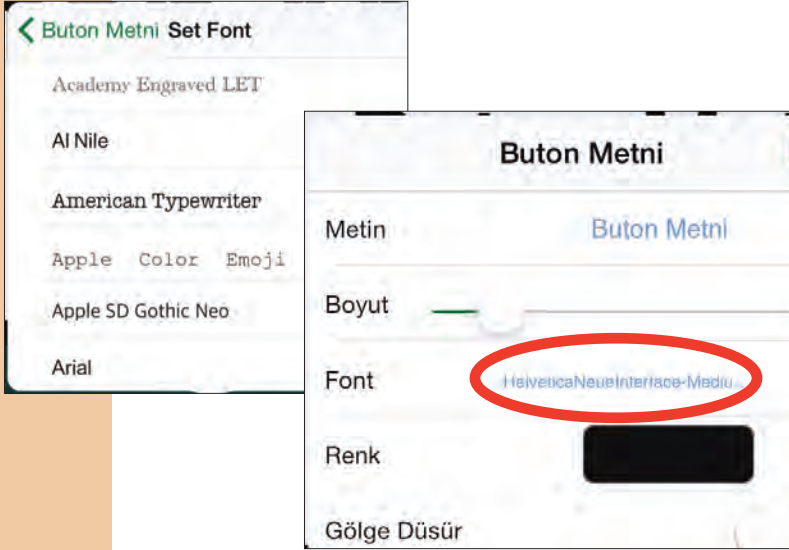 Buton Metni Set Font
Academy Engraved LET
Al Nile
American Typewriter
Apple Color Emoji
Apple SD Gothic Neo
Arial
Buton Metni
Metin Buton Metni
Boyut
Font HelveticaNeueInterface-Mediu...
Renk
Gölge Düsür